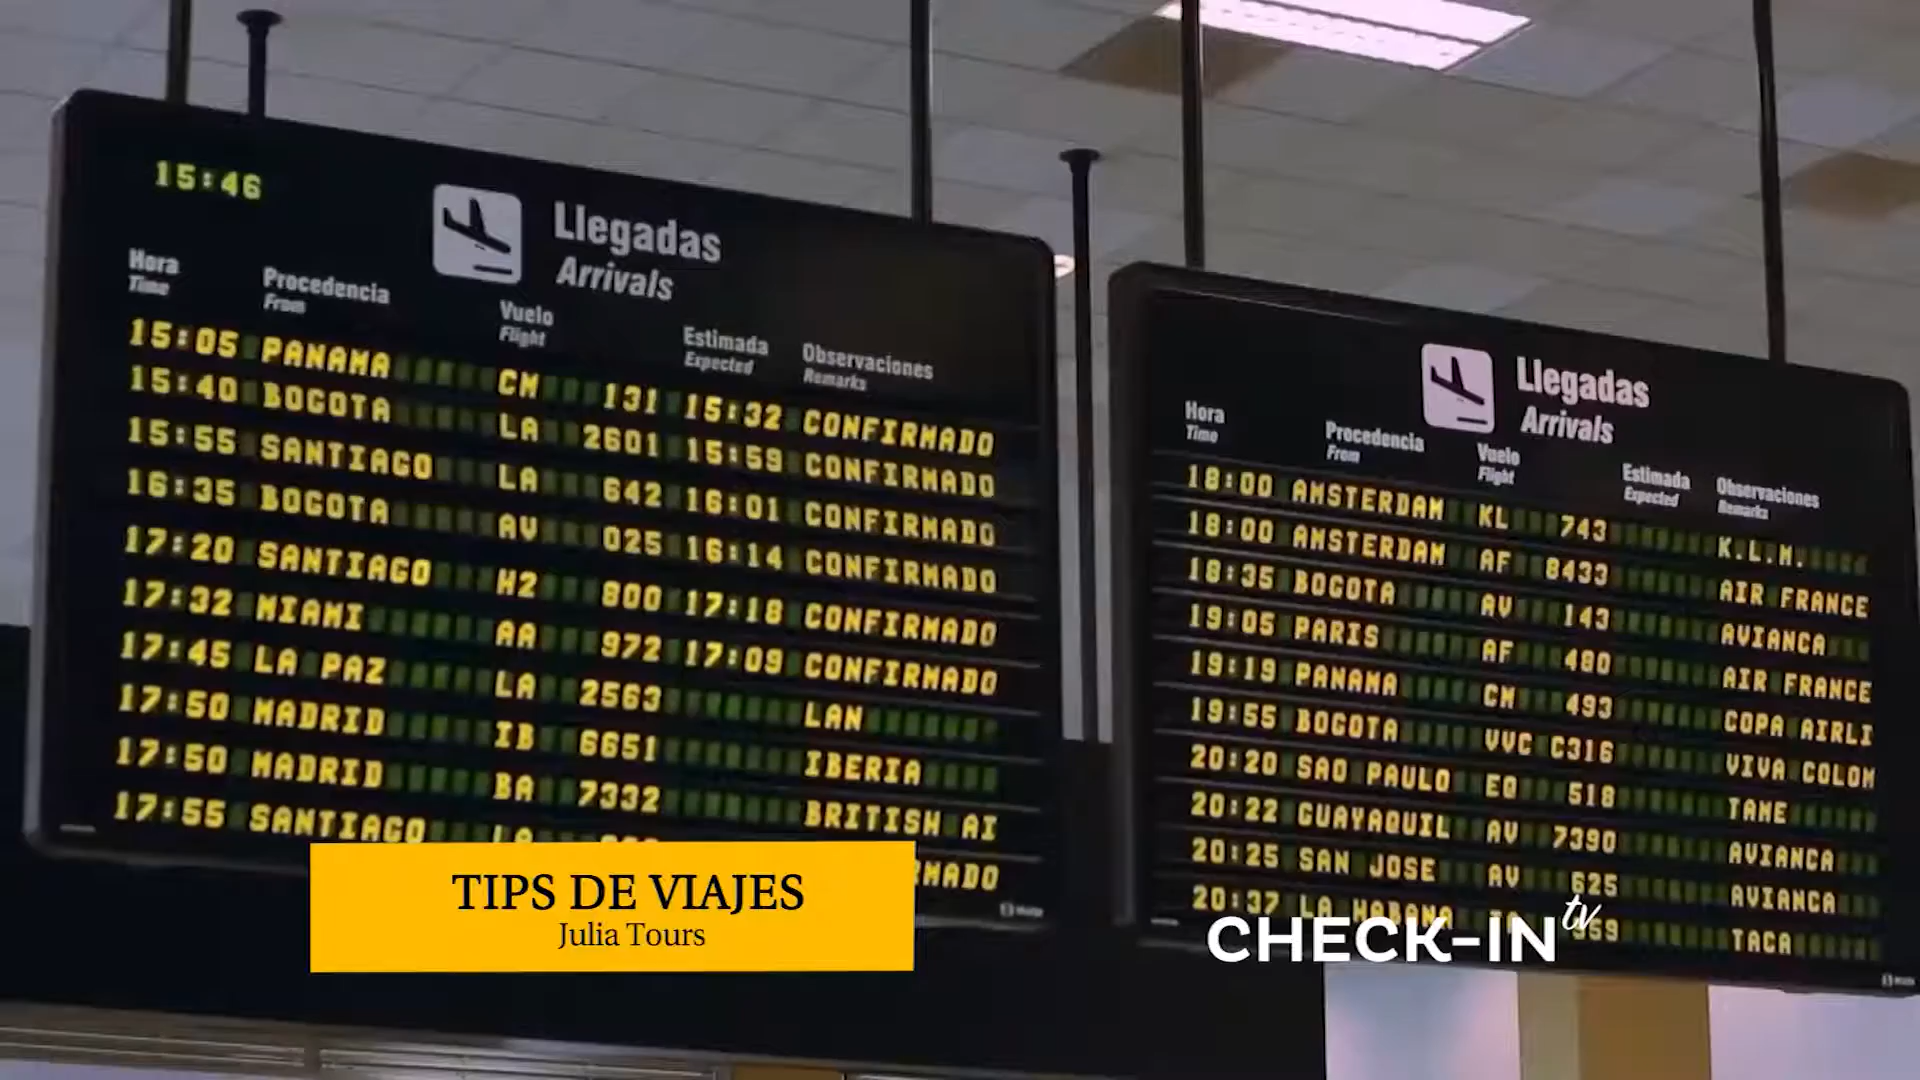 15:46
Llegadas
Arrivals
Hora Procedencia Vuelo Estimada Observaciones
Time From Flight Expected Remarks
15:05 PANAMA CM 131 15:32 CONFIRMADO
15:40 BOGOTA LA 2601 15:59 CONFIRMADO
15:55 SANTIAGO LA 642 16:01 CONFIRMADO
16:35 BOGOTA AV 025 16:14 CONFIRMADO
17:20 SANTIAGO H2 800 17:18 CONFIRMADO
17:32 MIAMI AA 972 17:09 CONFIRMADO
17:45 LA PAZ LA 2563 LAN
17:50 MADRID IB 6651 IBERIA
17:50 MADRID BA 7332 BRITISH AI
17:55 SANTIAGO LA RMADO
Llegadas
Arrivals
Hora Procedencia Vuelo Estimada Observaciones
Time From Flight Expected Remarks
18:00 AMSTERDAM KL 743 K.L.M.
18:00 AMSTERDAM AF 8433 AIR FRANCE
18:35 BOGOTA AV 143 AVIANCA
19:05 PARIS AF 480 AIR FRANCE
19:19 PANAMA CM 493 COPA AIRLI
19:55 BOGOTA VVC C316 VIVA COLOM
20:20 SAO PAULO EQ 518 TAME
20:22 GUAYAQUIL AV 7390 AVIANCA
20:25 SAN JOSE AV 625 AVIANCA
20:37 LA HABANA TACA
TIPS DE VIAJES
Julia Tours
CHECK-IN tv